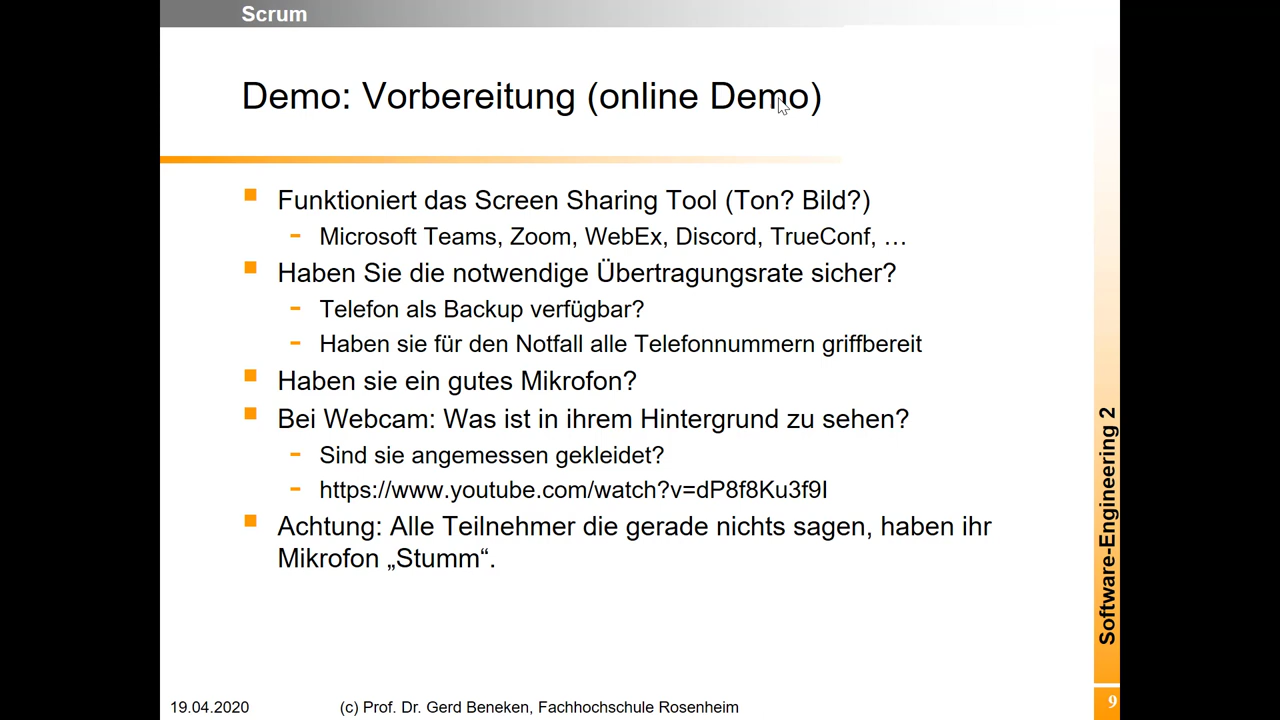 Scrum
Demo: Vorbereitung (online Demo)
Funktioniert das Screen Sharing Tool (Ton? Bild?)
Microsoft Teams, Zoom, WebEx, Discord, TrueConf, …
Haben Sie die notwendige Übertragungsrate sicher?
Telefon als Backup verfügbar?
Haben sie für den Notfall alle Telefonnummern griffbereit
Haben sie ein gutes Mikrofon?
Bei Webcam: Was ist in ihrem Hintergrund zu sehen?
Sind sie angemessen gekleidet?
https://www.youtube.com/watch?v=dP8f8Ku3f9I
Achtung: Alle Teilnehmer die gerade nichts sagen, haben ihr
Mikrofon „Stumm“.
Software-Engineering 2
19.04.2020
(c) Prof. Dr. Gerd Beneken, Fachhochschule Rosenheim
9